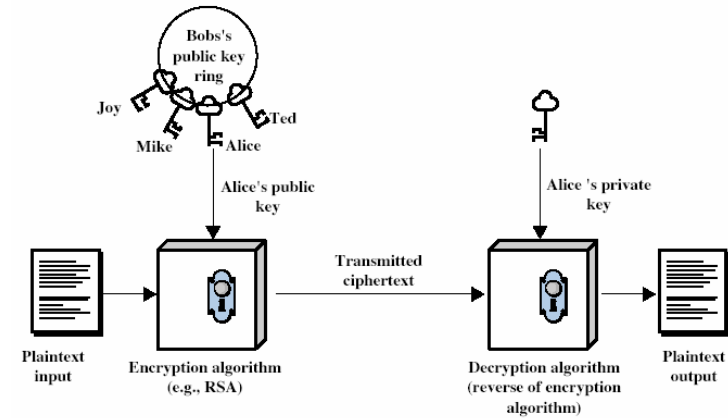 Bobs's
public key
ring
Joy
Ted
Mike
Alice
Alice's public
key
Alice 's private
key
Transmitted
ciphertext
Plaintext
input
Encryption algorithm
(e.g., RSA)
Decryption algorithm
(reverse of encryption
algorithm)
Plaintext
output